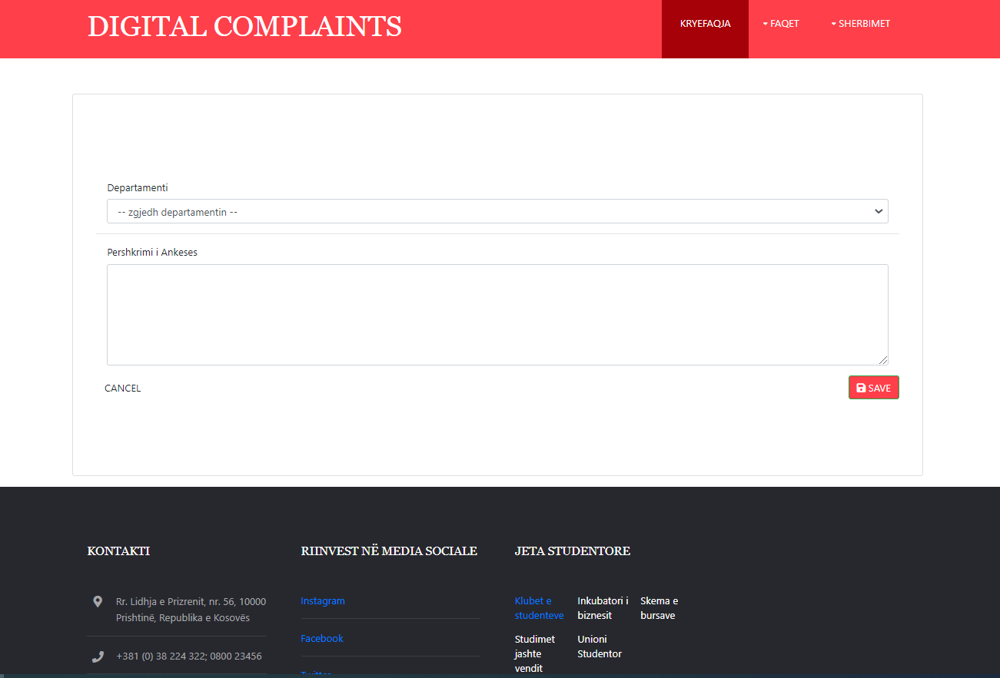 DIGITAL COMPLAINTS
KRYEFAQJA
FAQET
SHERBIMET
Departamenti
-- zgjedh departamentin --
Pershkrimi i Ankeses
CANCEL
SAVE
KONTAKTI
Rr. Lidhja e Prizrenit, nr. 56, 10000
Prishtinë, Republika e Kosovës
+381 (0) 38 224 322; 0800 23456
RIINVEST NË MEDIA SOCIALE
Instagram
Facebook
Twitter
JETA STUDENTORE
Klubet e
studenteve
Inkubatori i
biznesit
Skema e
bursave
Studimet
jashte
vendit
Unioni
Studentor